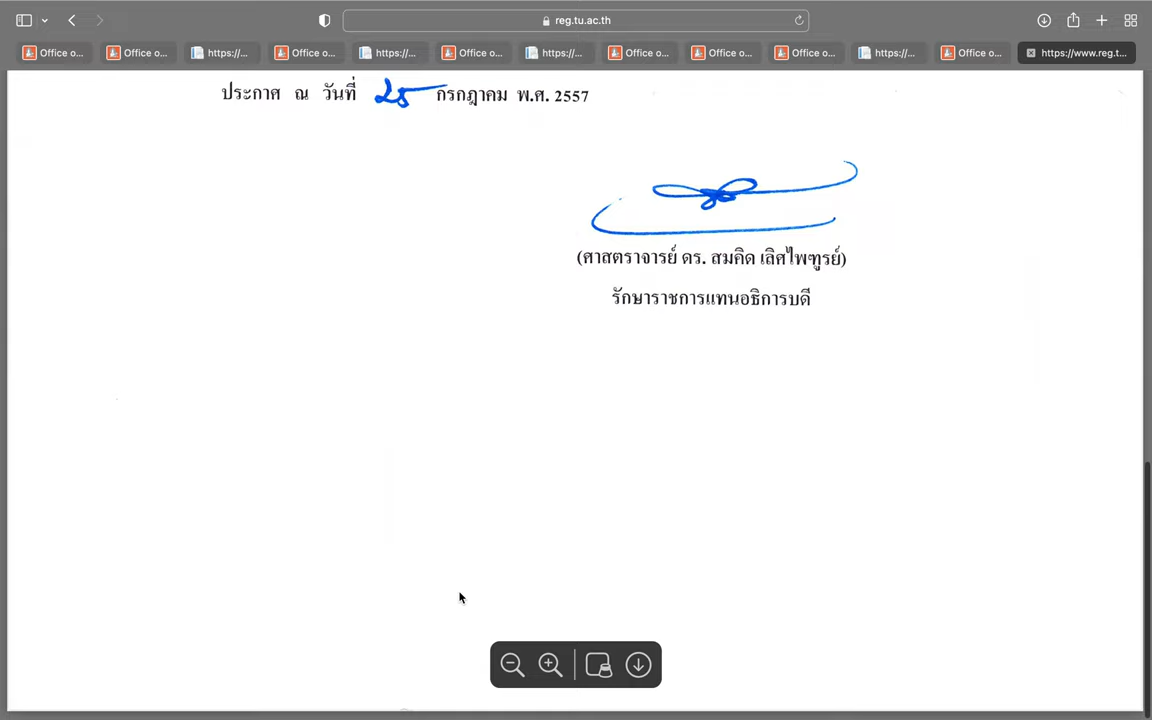 reg.tu.ac.th
Office o... Office o... https://... Office o... https://... Office o... https://... Office o... Office o... Office o... https://... Office o... https://www.reg.t...
ประกาศ ณ วันที่ 25 กรกฎาคม พ.ศ. 2557
(ศาสตราจารย์ ดร. สมคิด เลิศไพฑูรย์)
รักษาราชการแทนอธิการบดี